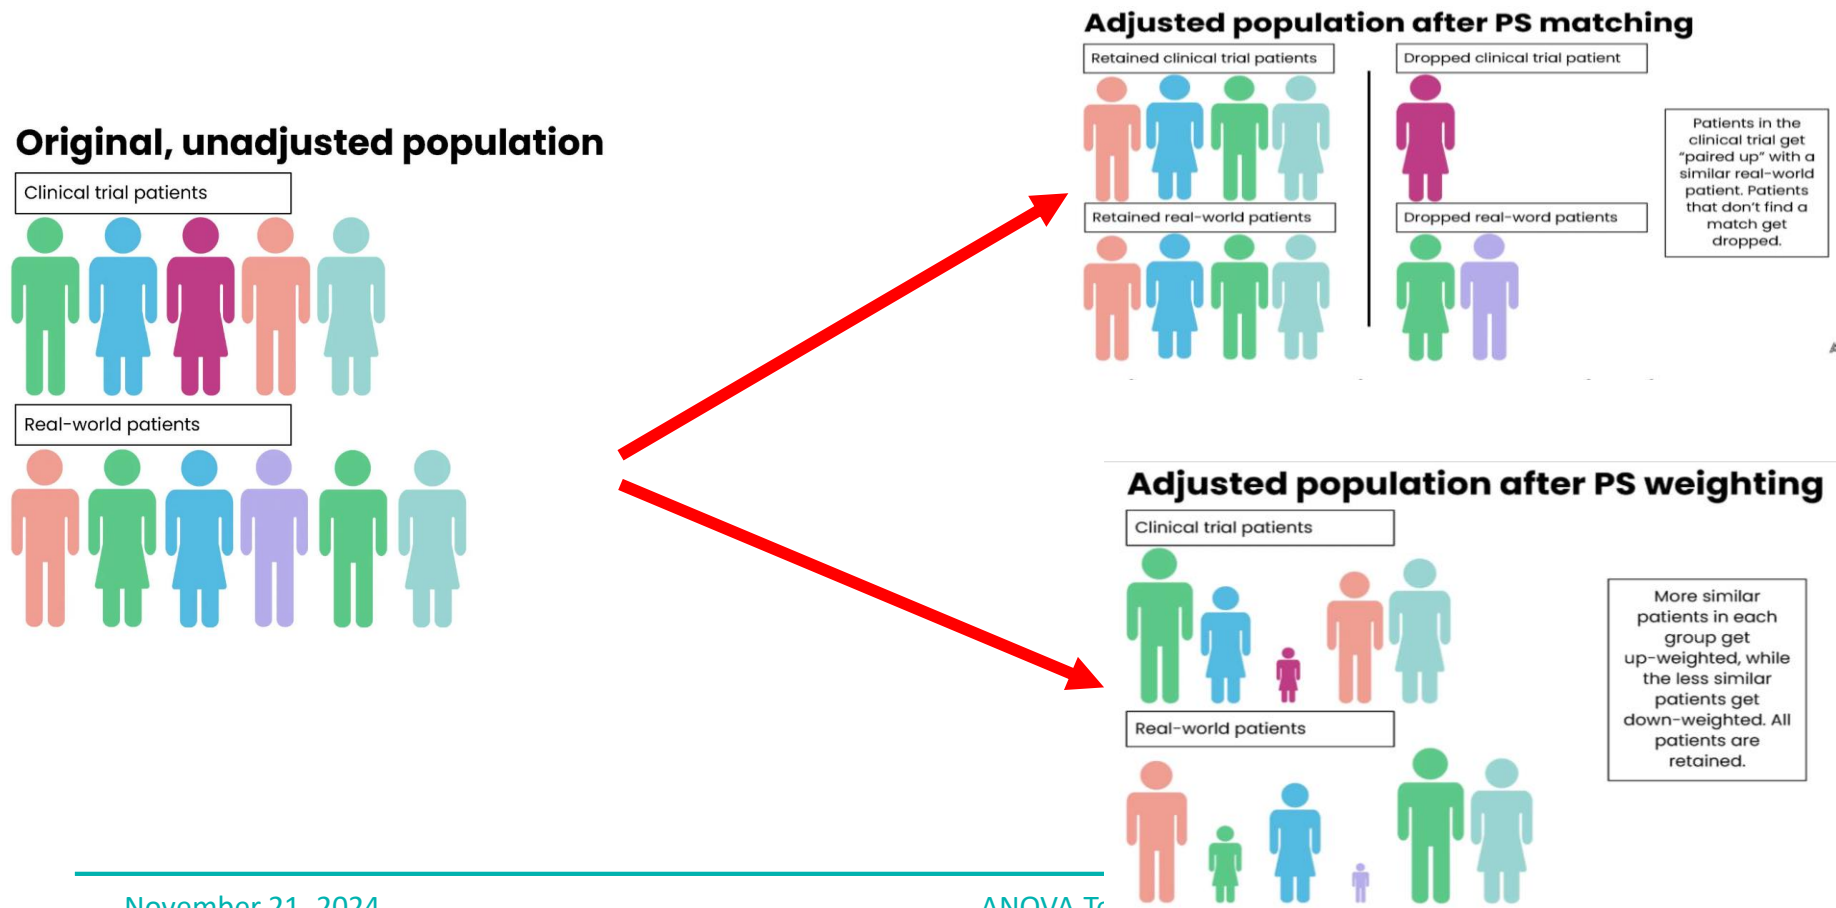 Original, unadjusted population
Clinical trial patients
Real-world patients
Adjusted population after PS matching
Retained clinical trial patients
Dropped clinical trial patient
Retained real-world patients
Dropped real-word patients
Patients in the
clinical trial get
“paired up” with a
similar real-world
patient. Patients
that don’t find a
match get
dropped.
Adjusted population after PS weighting
Clinical trial patients
Real-world patients
More similar
patients in each
group get
up-weighted, while
the less similar
patients get
down-weighted. All
patients are
retained.
November 21, 2024
ANOVA